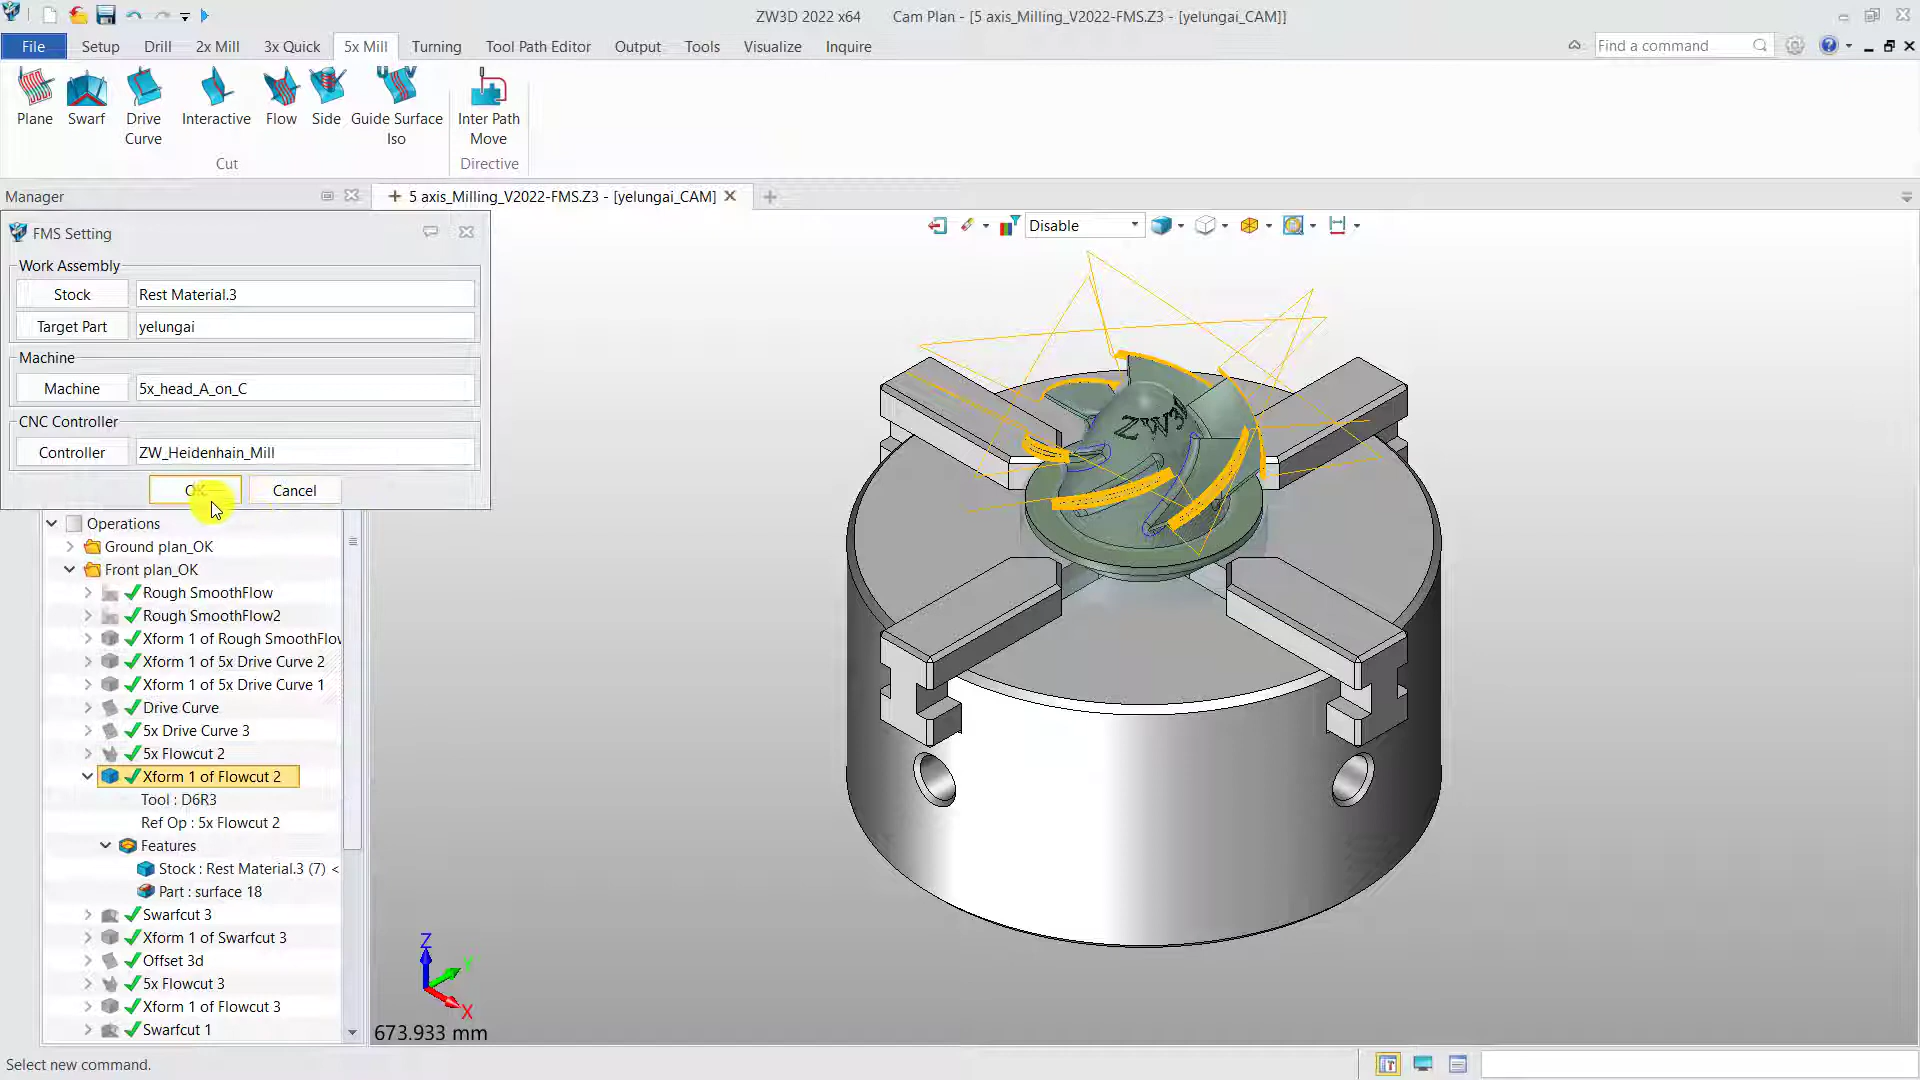 ZW3D 2022 x64
Cam Plan - [5 axis_Milling_V2022-FMS.Z3 - [yelungai_CAM]]
File
Setup
Drill
2x Mill
3x Quick
5x Mill
Turning
Tool Path Editor
Output
Tools
Visualize
Inquire
Find a command
Plane
Swarf
Drive Curve
Interactive
Flow
Side
Guide Surface Iso
Inter Path Move
Cut
Directive
Manager
5 axis_Milling_V2022-FMS.Z3 - [yelungai_CAM]
Disable
FMS Setting
Work Assembly
Stock
Rest Material.3
Target Part
yelungai
Machine
Machine
5x_head_A_on_C
CNC Controller
Controller
ZW_Heidenhain_Mill
OK
Cancel
Operations
Ground plan_OK
Front plan_OK
Rough SmoothFlow
Rough SmoothFlow2
Xform 1 of Rough SmoothFlow
Xform 1 of 5x Drive Curve 2
Xform 1 of 5x Drive Curve 1
Drive Curve
5x Drive Curve 3
5x Flowcut 2
Xform 1 of Flowcut 2
Tool : D6R3
Ref Op : 5x Flowcut 2
Features
Stock : Rest Material.3 (7) <
Part : surface 18
Swarfcut 3
Xform 1 of Swarfcut 3
Offset 3d
5x Flowcut 3
Xform 1 of Flowcut 3
Swarfcut 1
ZW3D
Z
Y
X
673.933 mm
Select new command.